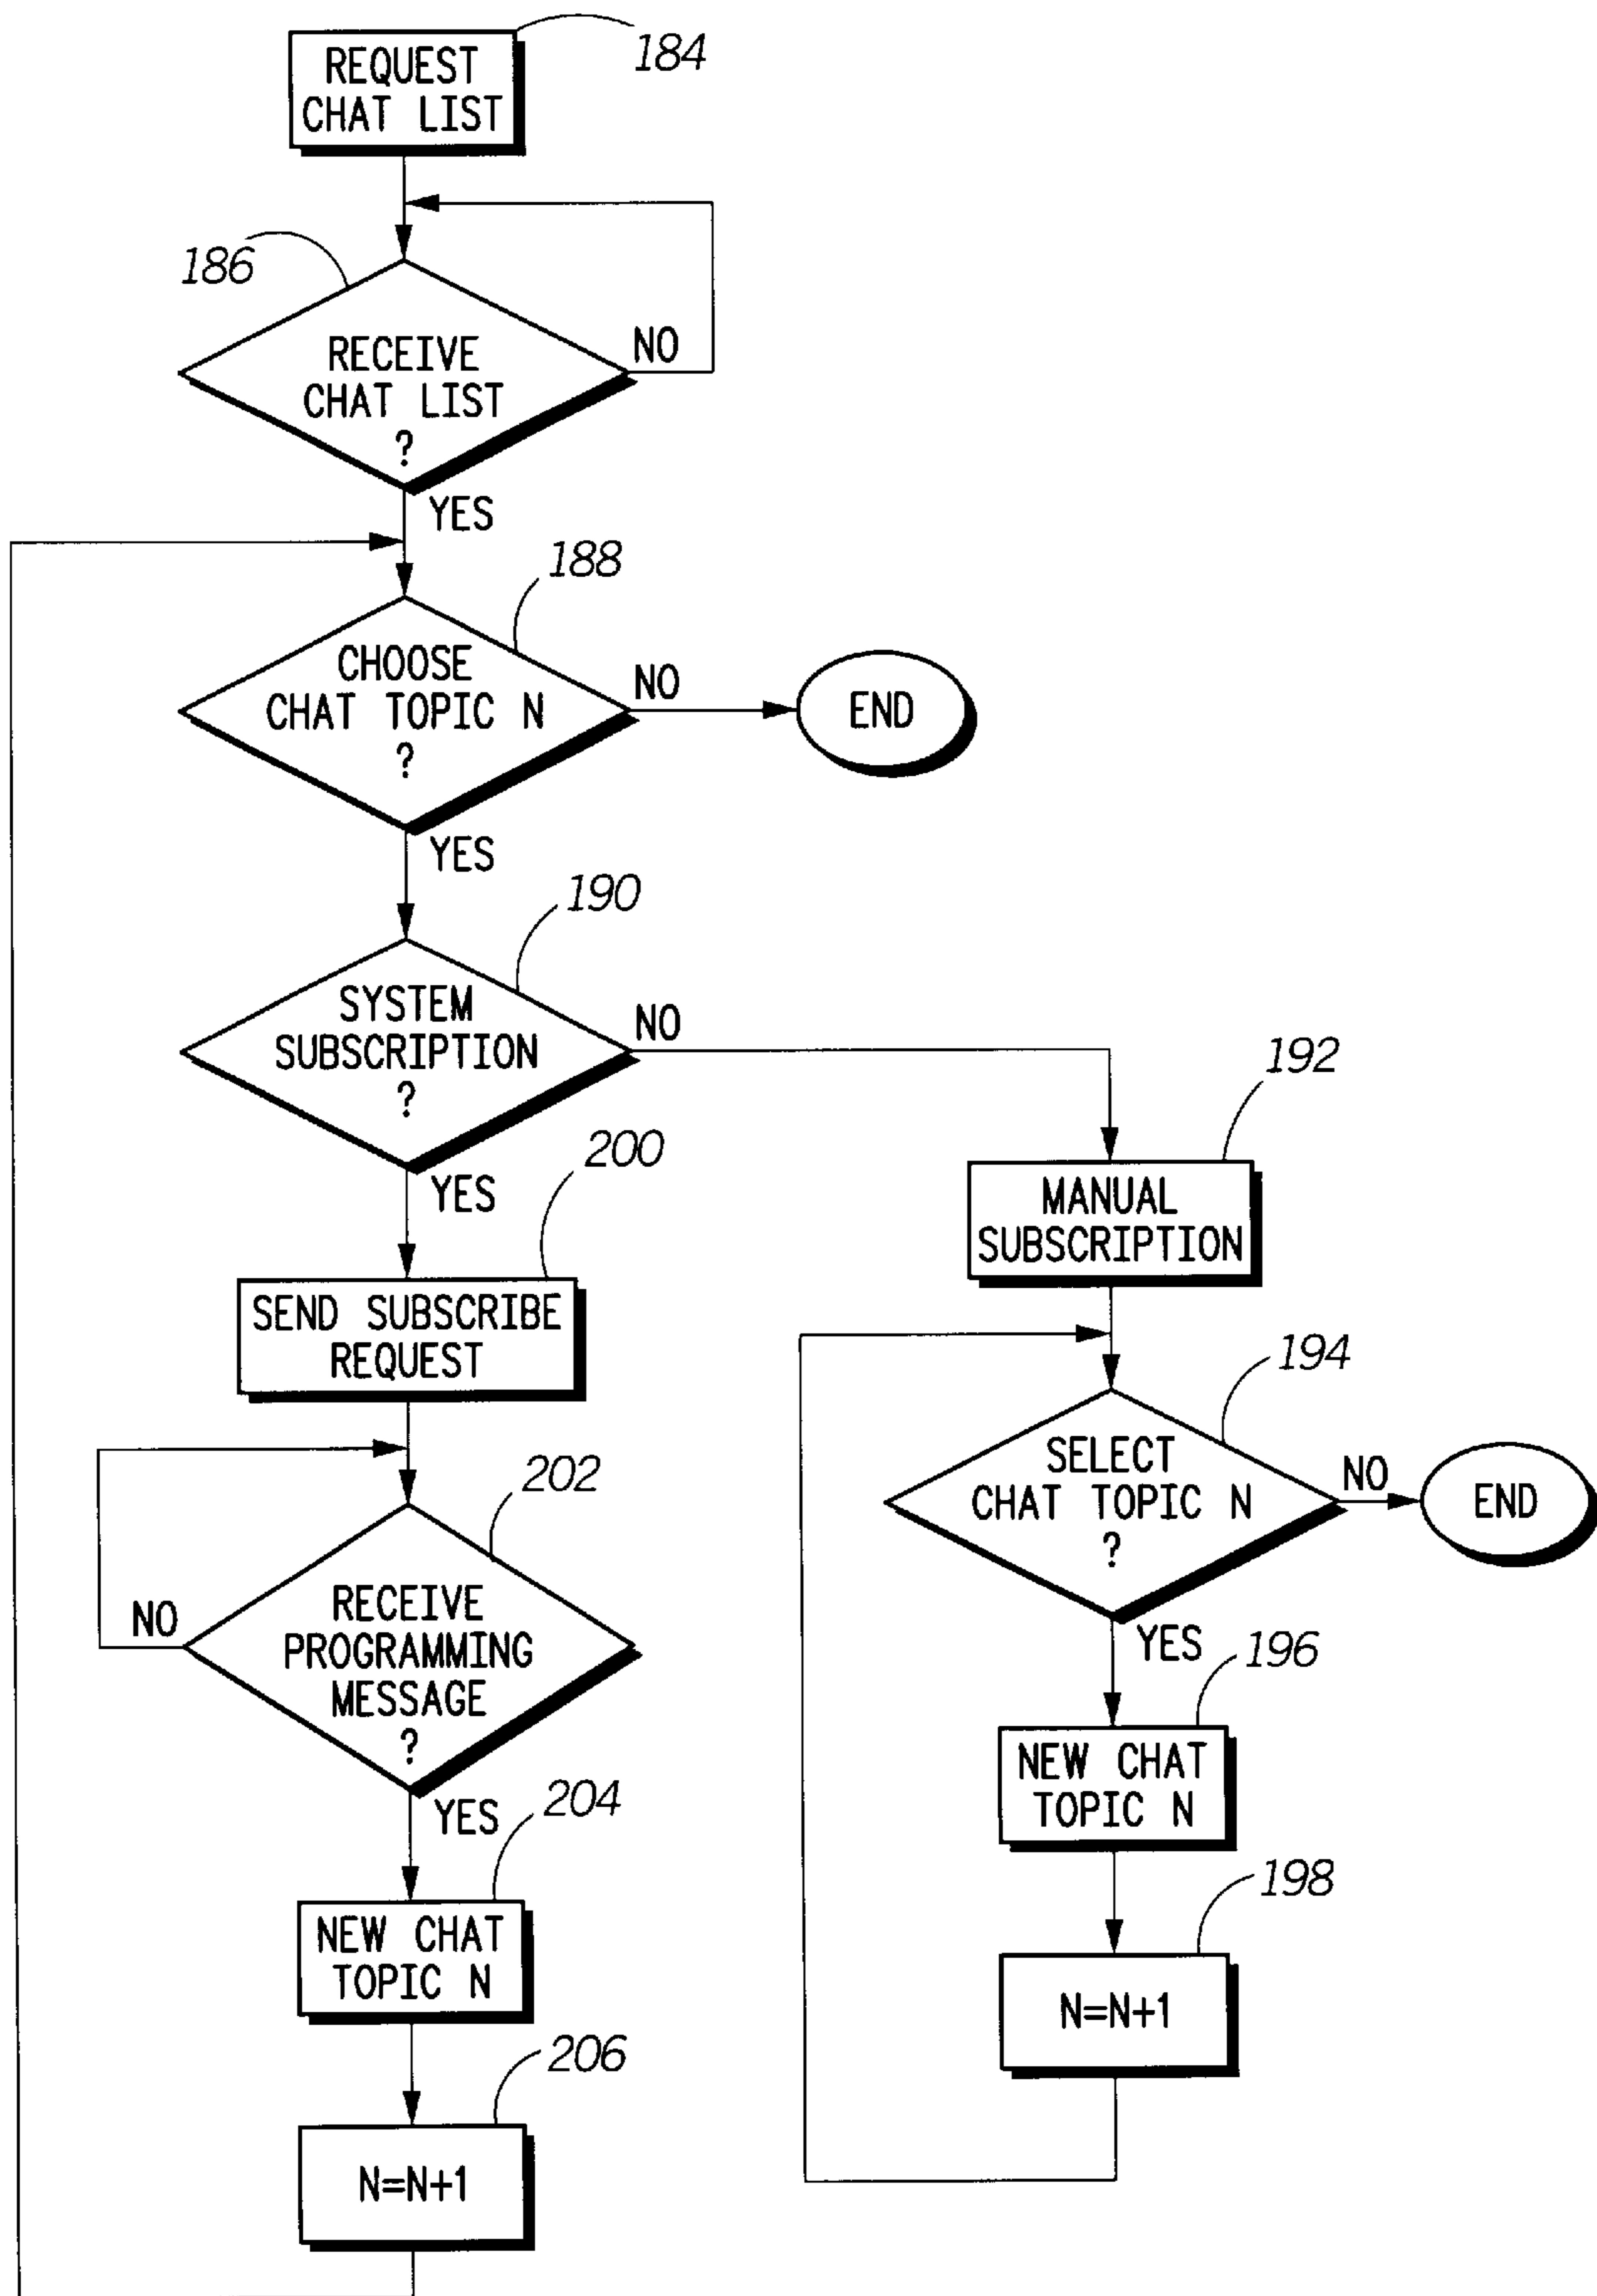 REQUEST
CHAT LIST
184
186
RECEIVE
CHAT LIST
?
NO
YES
188
CHOOSE
CHAT TOPIC N
?
NO
END
YES
190
SYSTEM
SUBSCRIPTION
?
NO
YES
192
MANUAL
SUBSCRIPTION
200
SEND SUBSCRIBE
REQUEST
194
SELECT
CHAT TOPIC N
?
NO
END
YES
202
RECEIVE
PROGRAMMING
MESSAGE
?
NO
YES
196
NEW CHAT
TOPIC N
204
NEW CHAT
TOPIC N
198
N=N+1
206
N=N+1